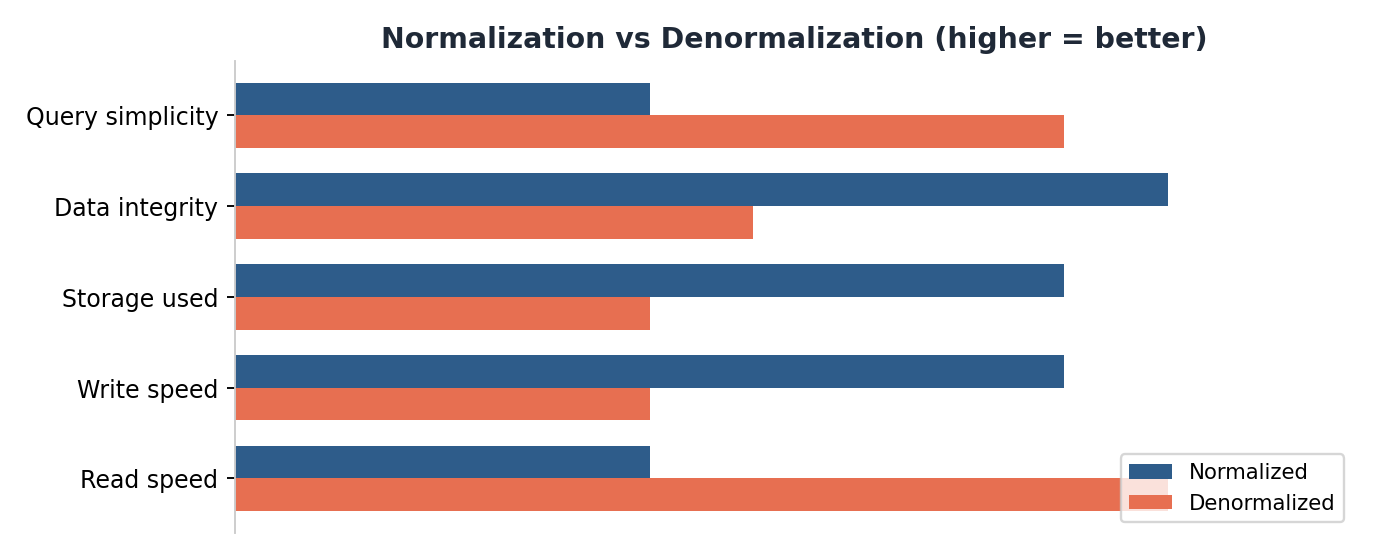 Normalization vs Denormalization (higher = better)
Query simplicity
Data integrity
Storage used
Write speed
Read speed
Normalized
Denormalized